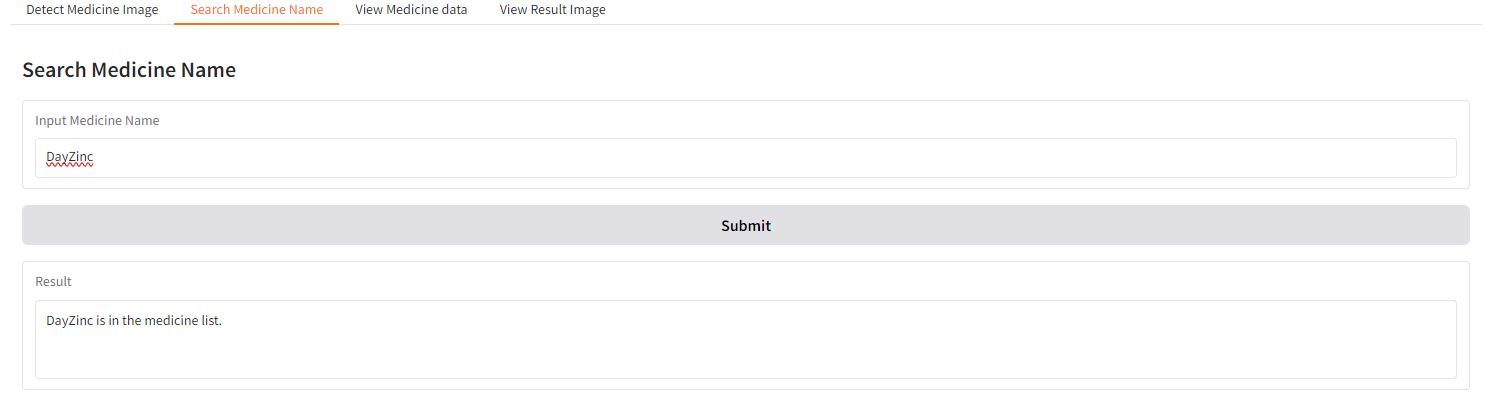 Detect Medicine Image Search Medicine Name View Medicine data View Result Image
Search Medicine Name
Input Medicine Name
DayZinc
Submit
Result
DayZinc is in the medicine list.